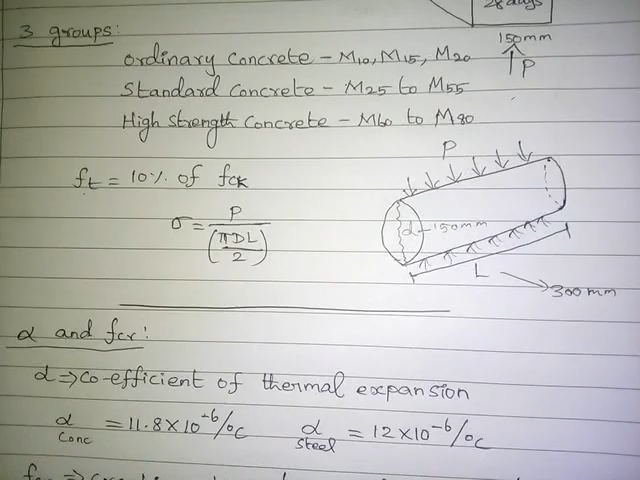 28 days
150mm
P
3 groups:
Ordinary Concrete - M10, M15, M20
Standard Concrete - M25 to M55
High Strength Concrete - M60 to M80
ft = 10% of fck
σ = P / (πDL / 2)
P
d-150mm
L
300mm
α and fcr:
α ⇒ Co-efficient of thermal expansion
α conc = 11.8×10⁻⁶/°C α steel = 12×10⁻⁶/°C